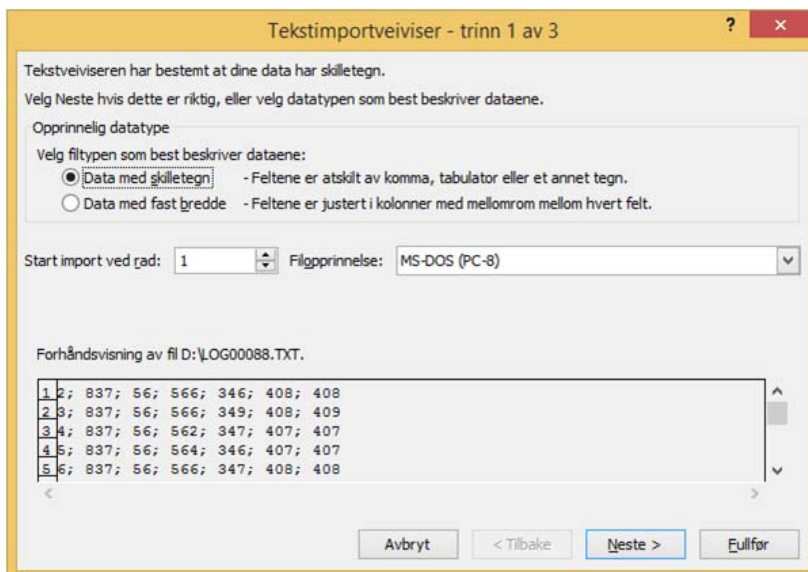 Tekstimportveiviser - trinn 1 av 3 ? ×
Tekstveiviseren har bestemt at dine data har skilletegn.
Velg Neste hvis dette er riktig, eller velg datatypen som best beskriver dataene.
Opprinnelig datatype
Velg filtypen som best beskriver dataene:
Data med skilletegn - Feltene er atskilt av komma, tabulator eller et annet tegn.
Data med fast bredde - Feltene er justert i kolonner med mellomrom mellom hvert felt.
Start import ved rad: 1 Filopprinnelse: MS-DOS (PC-8)
Forhåndsvisning av fil D:\LOG00088.TXT.
1 2; 837; 56; 566; 346; 408; 408
2 3; 837; 56; 566; 349; 408; 409
3 4; 837; 56; 562; 347; 407; 407
4 5; 837; 56; 564; 346; 407; 407
5 6; 837; 56; 566; 347; 408; 408
Avbryt < Tilbake Neste > Fullfør